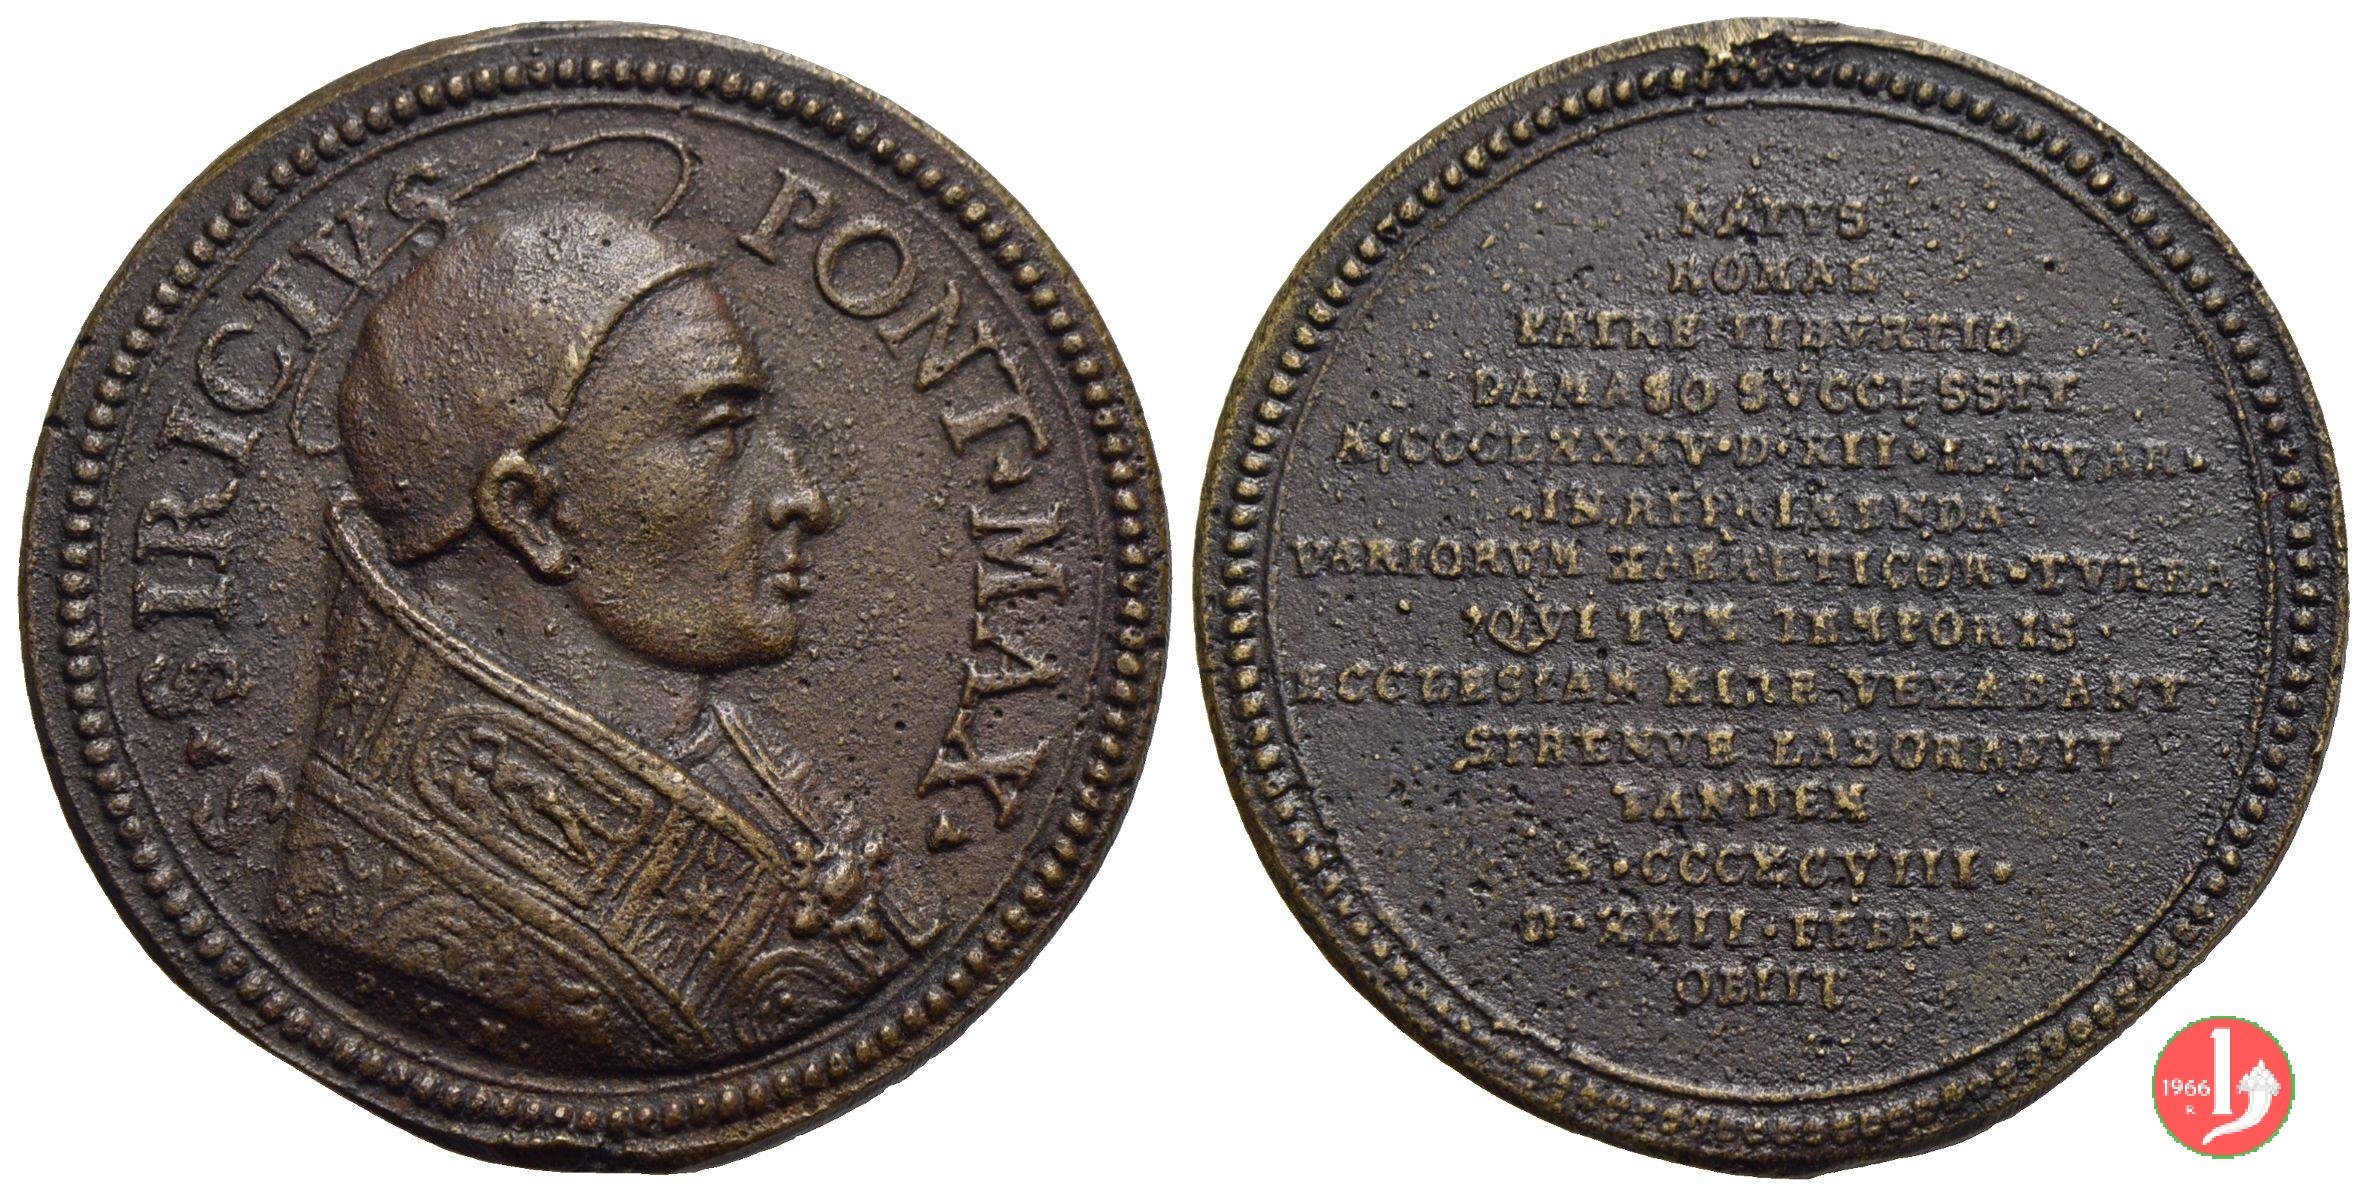 S·SIRICIVS PONT·MAX·
NATVS
ROMAE
PATRE TIBVRTIO
DAMASO SVCCESSIT
A·CCCLXXXV·D·XII·IANVAR·
IN
VARIORVM HAERETICOR·TVRBA
QVI TVM TEMPORIS
ECCLESIAM MIRE VEXABANT
STRENVE LABORAVIT
TANDEM
A·CCCXCVIII·
D·XXII·FEBR·
OBIIT
1966
R